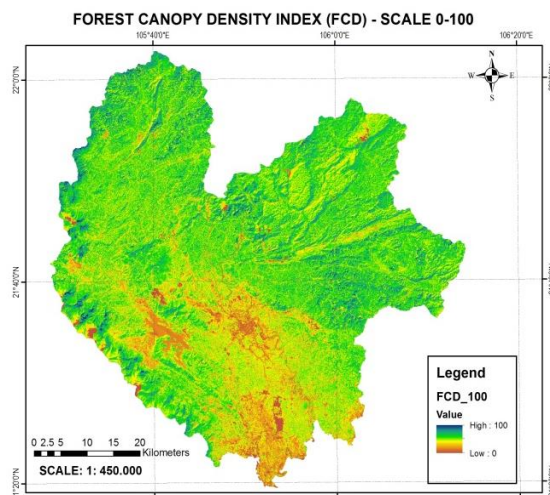 FOREST CANOPY DENSITY INDEX (FCD) - SCALE 0-100
105°40'0"E 106°0'0"E 106°20'0"E
22°0'0"N
N
W E
S
21°40'0"N
Legend
FCD_100
Value
High : 100
Low : 0
0 2.5 5 10 15 20
Kilometers
SCALE: 1: 450.000